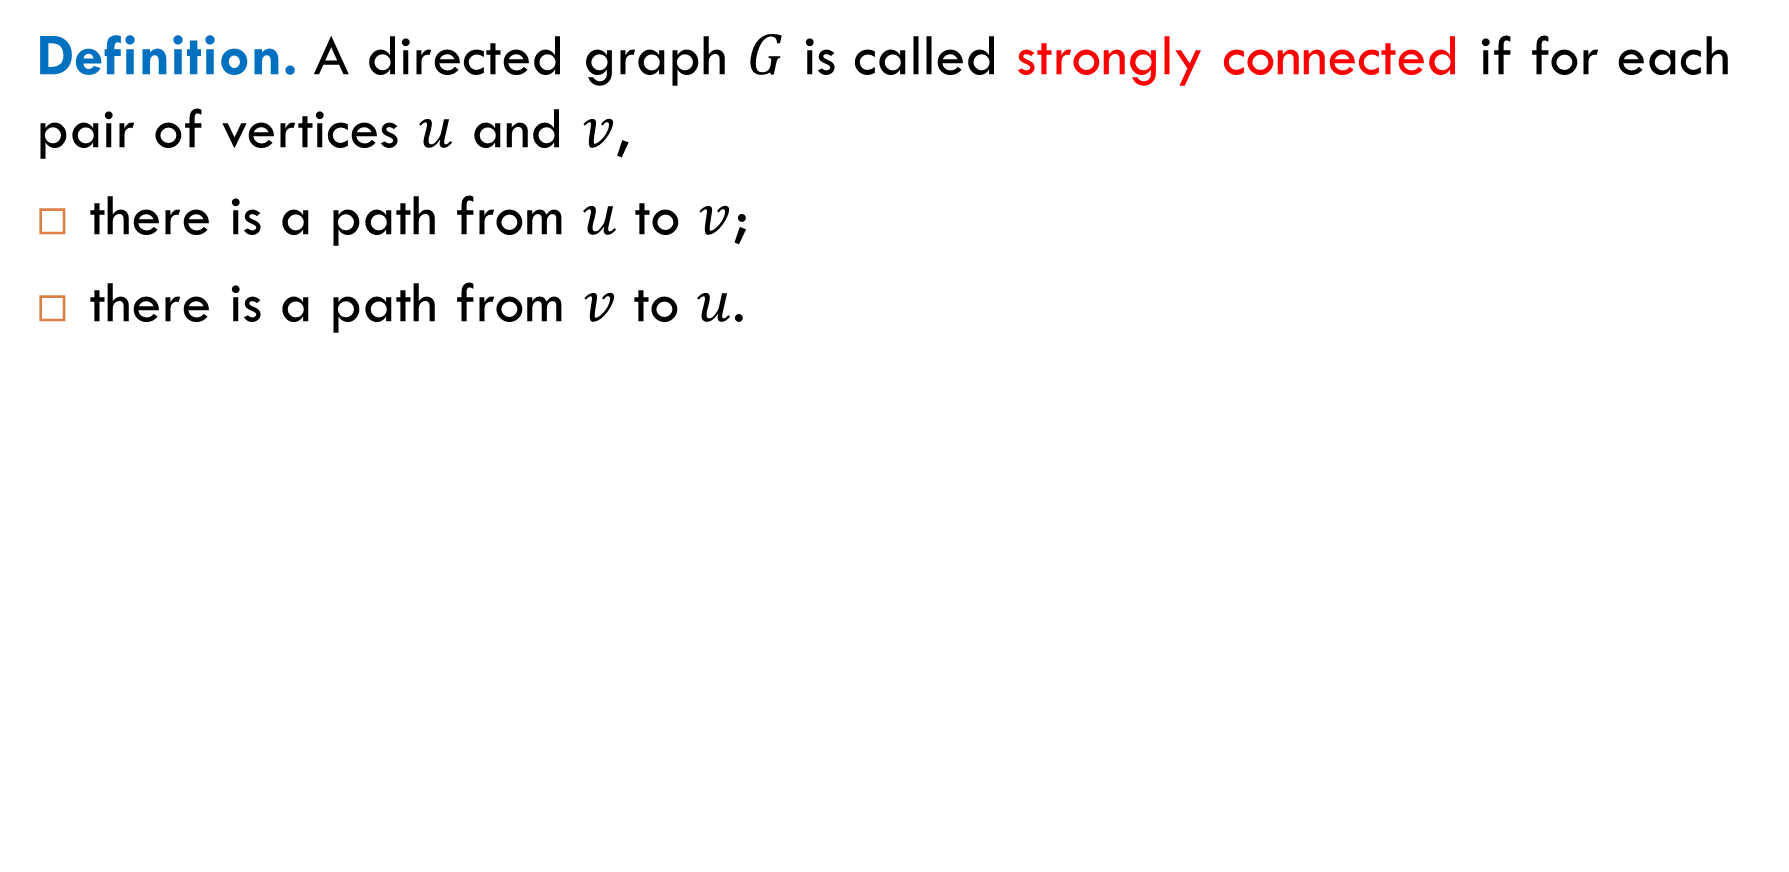 Definition. A directed graph G is called strongly connected if for each
pair of vertices u and v,
□ there is a path from u to v;
□ there is a path from v to u.